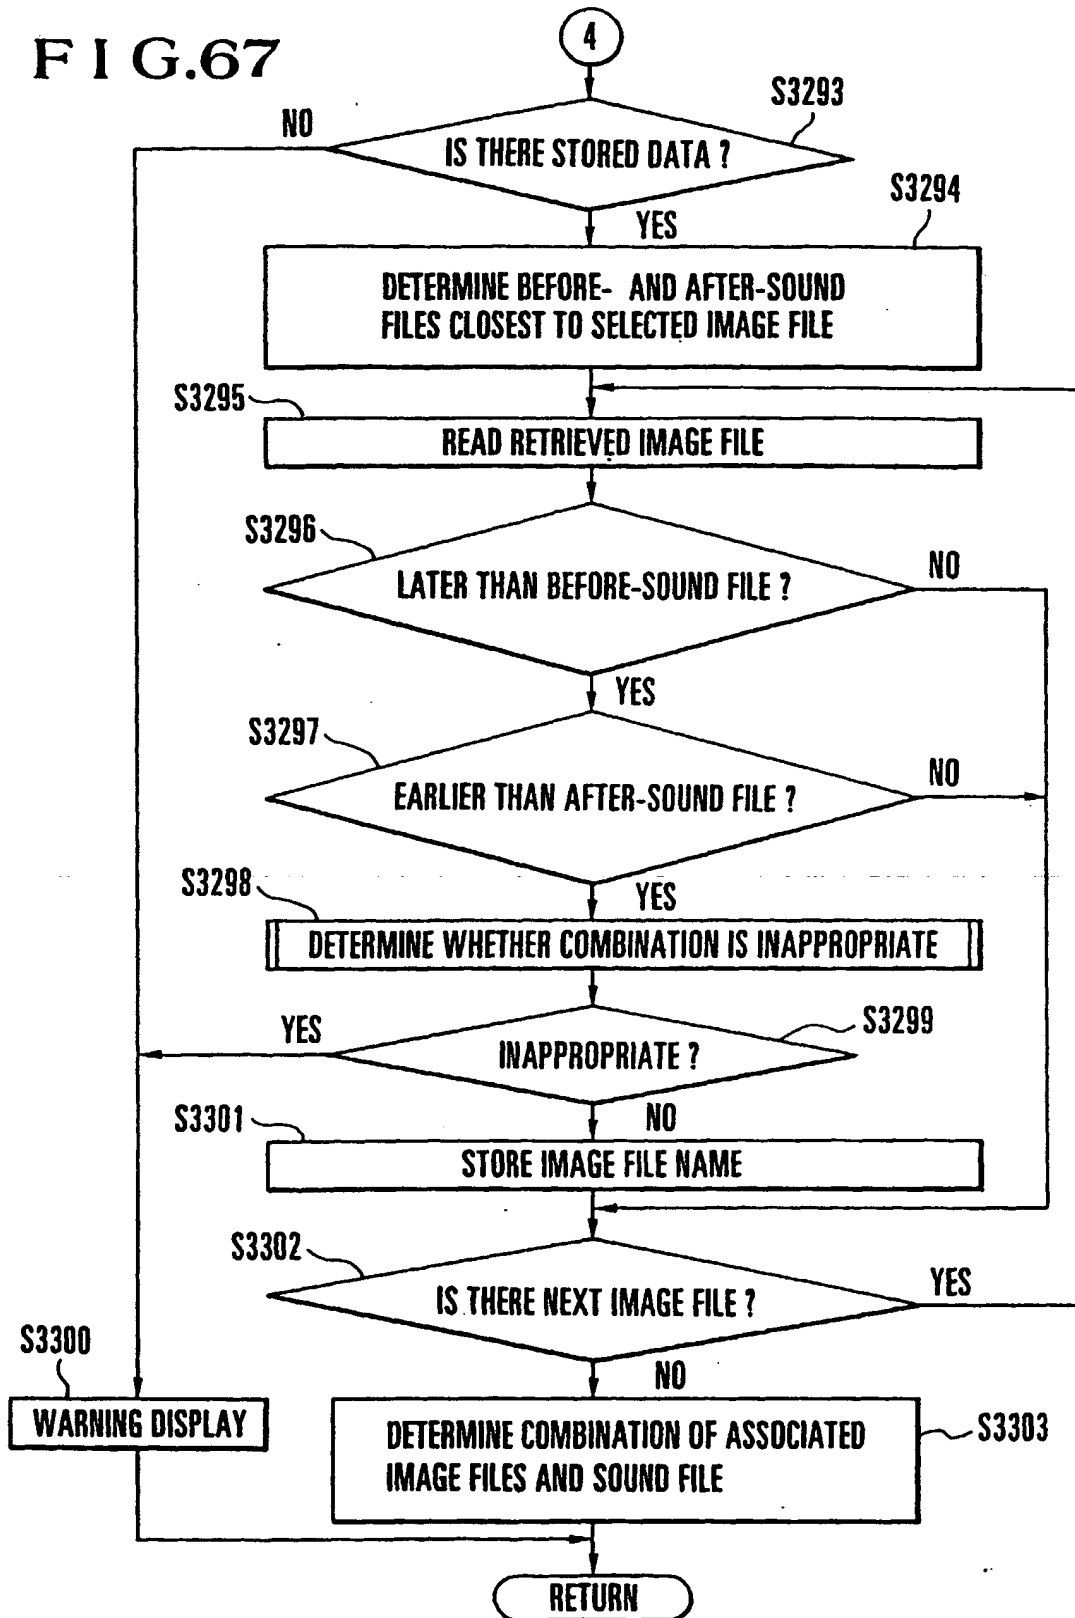 FIG.67
4
S3293
NO
IS THERE STORED DATA ?
S3294
YES
DETERMINE BEFORE- AND AFTER-SOUND
FILES CLOSEST TO SELECTED IMAGE FILE
S3295
READ RETRIEVED IMAGE FILE
S3296
NO
LATER THAN BEFORE-SOUND FILE ?
YES
S3297
NO
EARLIER THAN AFTER-SOUND FILE ?
S3298
YES
DETERMINE WHETHER COMBINATION IS INAPPROPRIATE
YES
S3299
INAPPROPRIATE ?
S3301
NO
STORE IMAGE FILE NAME
S3302
YES
IS THERE NEXT IMAGE FILE ?
S3300
NO
WARNING DISPLAY
S3303
DETERMINE COMBINATION OF ASSOCIATED
IMAGE FILES AND SOUND FILE
RETURN